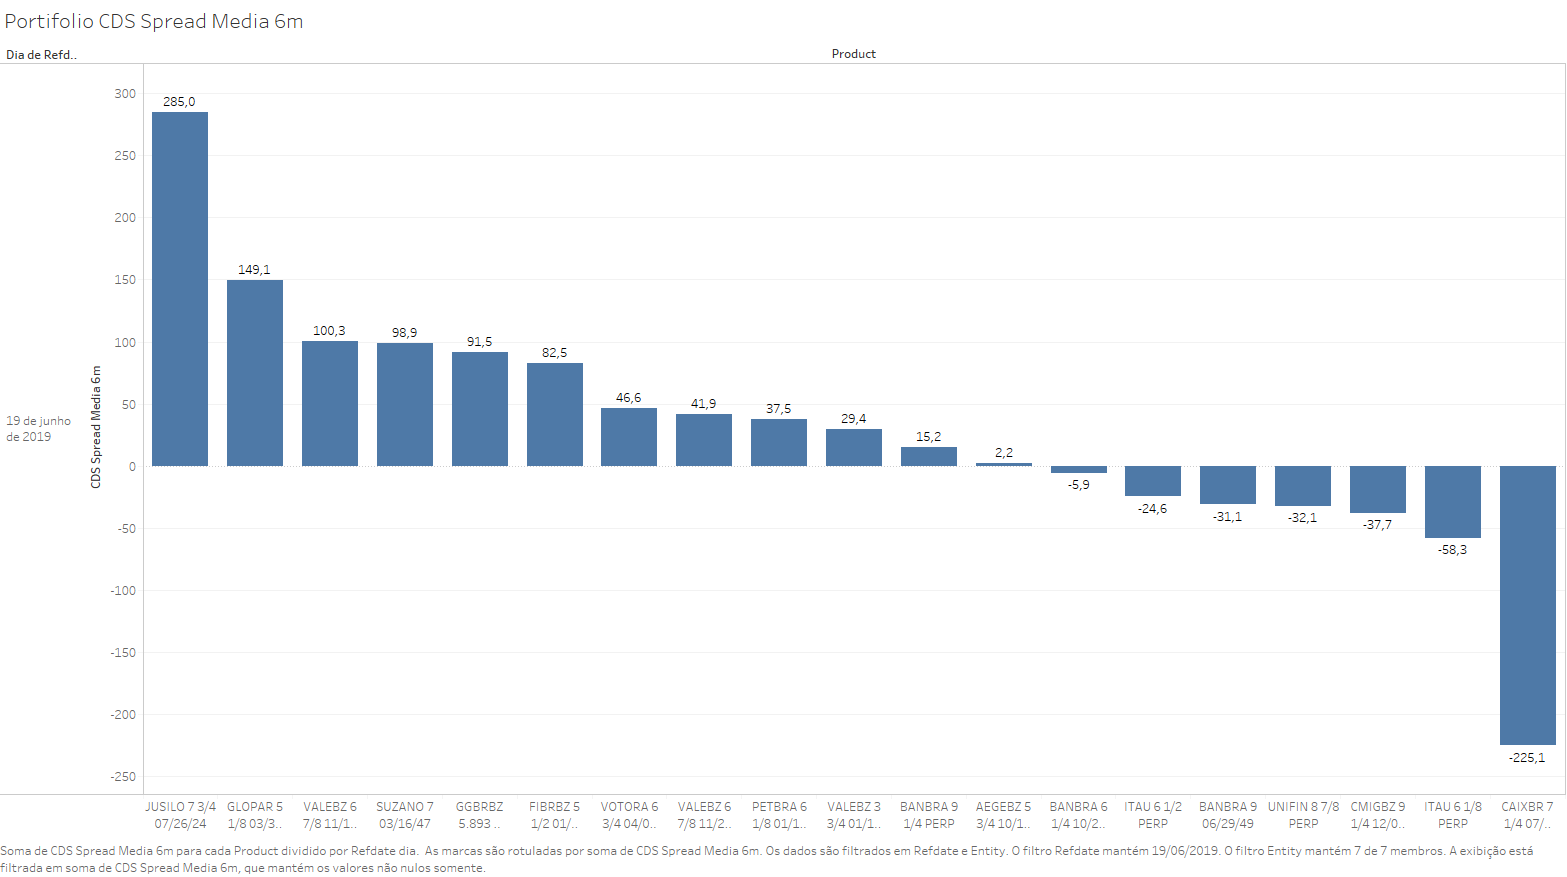 Portifolio CDS Spread Media 6m
Dia de Refd..
Product
CDS Spread Media 6m
300
250
200
150
100
50
0
-50
-100
-150
-200
-250
19 de junho
de 2019
285,0
149,1
100,3
98,9
91,5
82,5
46,6
41,9
37,5
29,4
15,2
2,2
-5,9
-24,6
-31,1
-32,1
-37,7
-58,3
-225,1
JUSILO 7 3/4
07/26/24
GLOPAR 5
1/8 03/3..
VALEBZ 6
7/8 11/1..
SUZANO 7
03/16/47
GGBRBZ
5.893 ..
FIBRBZ 5
1/2 01/..
VOTORA 6
3/4 04/0..
VALEBZ 6
7/8 11/2..
PETBRA 6
1/8 01/1..
VALEBZ 3
3/4 01/1..
BANBRA 9
1/4 PERP
AEGEBZ 5
3/4 10/1..
BANBRA 6
1/4 10/2..
ITAU 6 1/2
PERP
BANBRA 9
06/29/49
UNIFIN 8 7/8
PERP
CMIGBZ 9
1/4 12/0..
ITAU 6 1/8
PERP
CAIXBR 7
1/4 07/..
Soma de CDS Spread Media 6m para cada Product dividido por Refdate dia.  As marcas são rotuladas por soma de CDS Spread Media 6m. Os dados são filtrados em Refdate e Entity. O filtro Refdate mantém 19/06/2019. O filtro Entity mantém 7 de 7 membros. A exibição está
filtrada em soma de CDS Spread Media 6m, que mantém os valores não nulos somente.